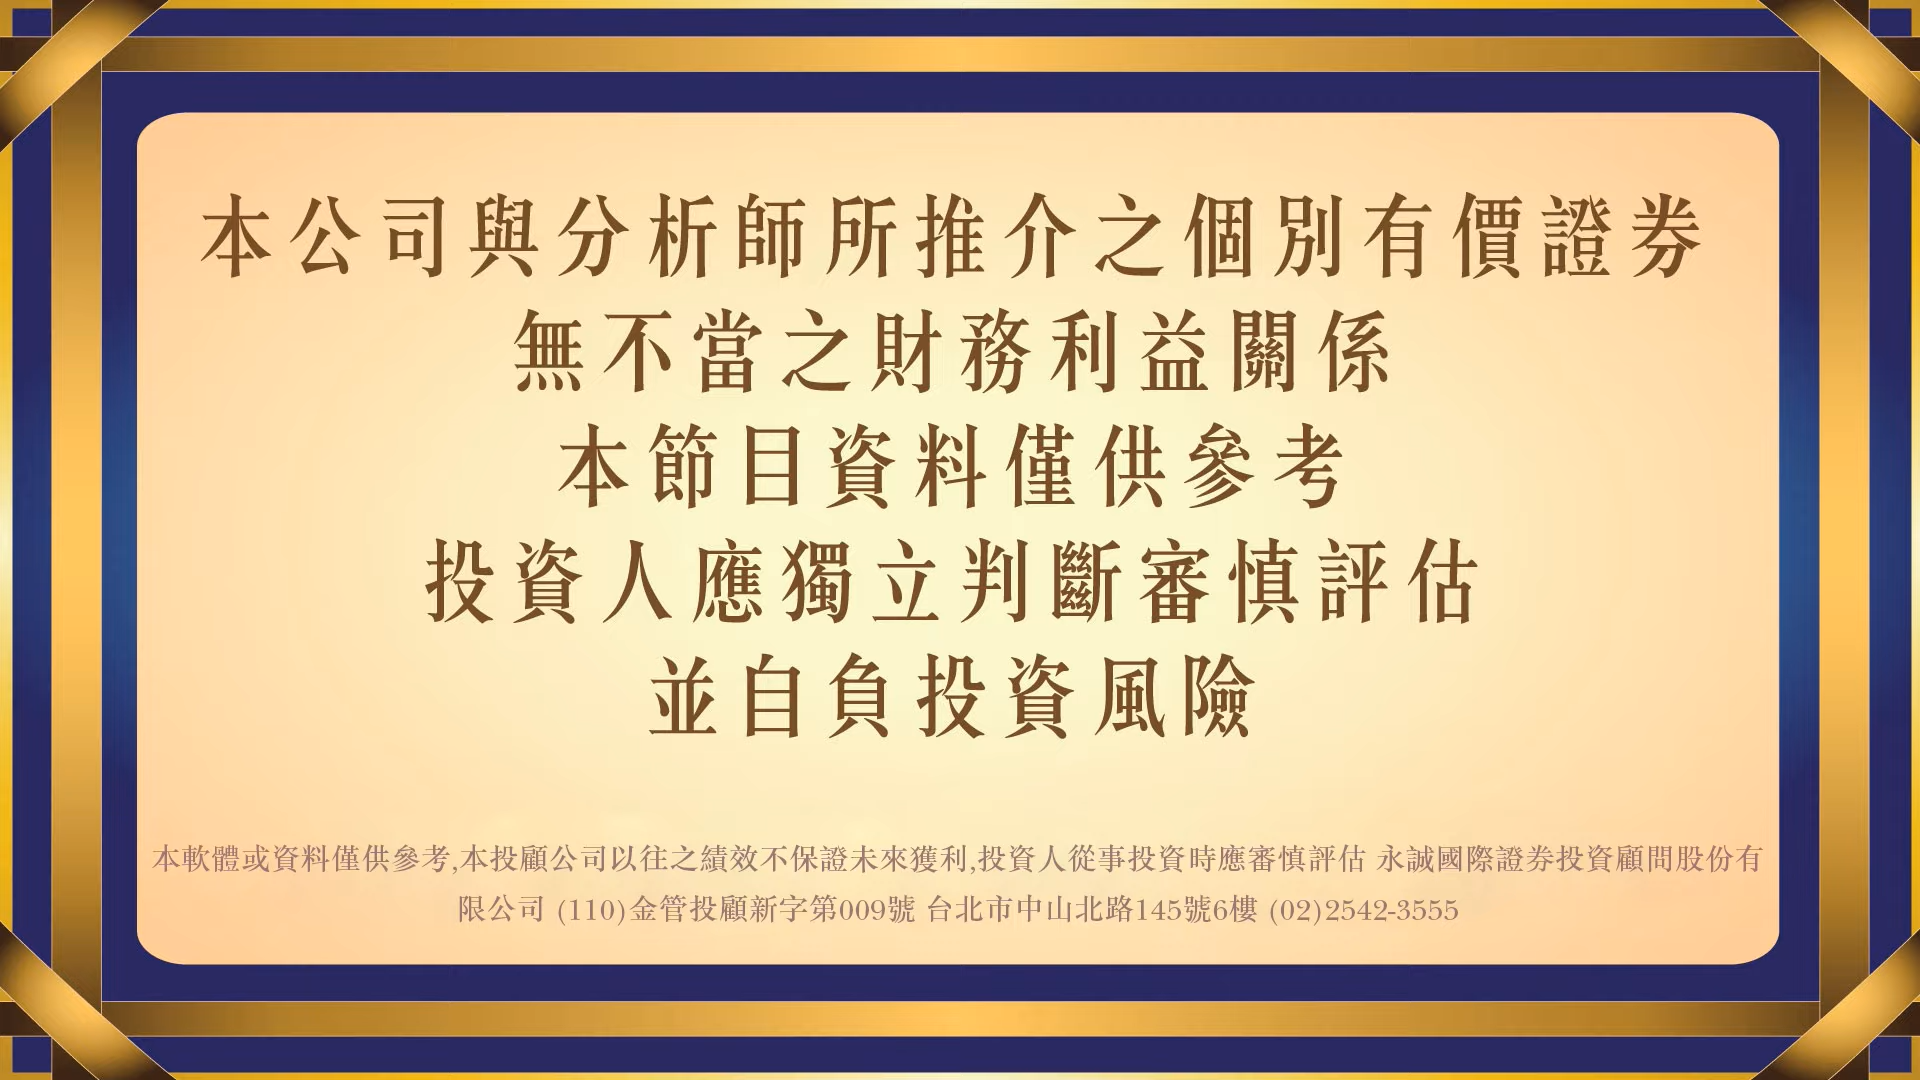 本公司與分析師所推介之個別有價證券
無不當之財務利益關係
本節目資料僅供參考
投資人應獨立判斷審慎評估
並自負投資風險
本軟體或資料僅供參考,本投顧公司以往之績效不保證未來獲利,投資人從事投資時應審慎評估 永誠國際證券投資顧問股份有
限公司 (110)金管投顧新字第009號 台北市中山北路145號6樓 (02)2542-3555